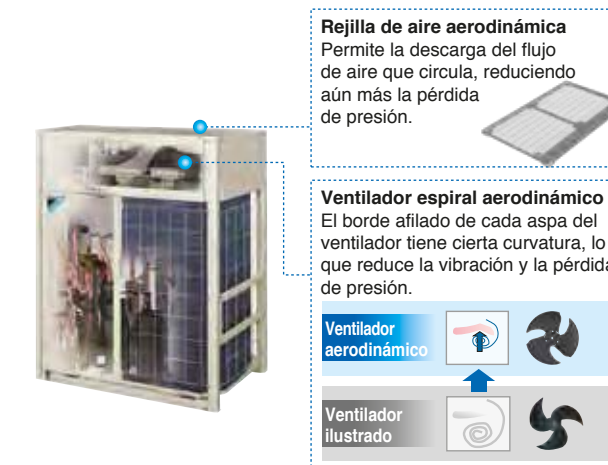 Rejilla de aire aerodinámica
Permite la descarga del flujo
de aire que circula, reduciendo
aún más la pérdida
de presión.
Ventilador espiral aerodinámico
El borde afilado de cada aspa del
ventilador tiene cierta curvatura, lo
que reduce la vibración y la pérdida
de presión.
Ventilador
aerodinámico
Ventilador
ilustrado